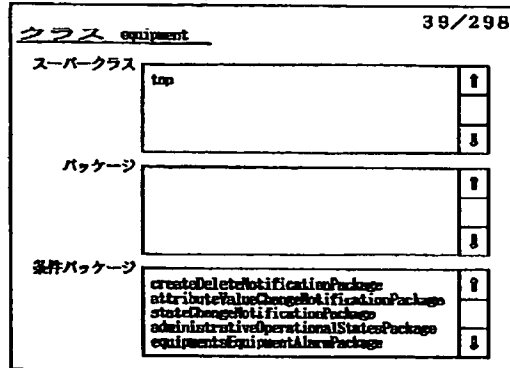 39/298
クラス equipment
スーパークラス
top
パッケージ
条件パッケージ
createDeleteNotificationPackage
attributeValueChangeNotificationPackage
stateChangeNotificationPackage
administrativeOperationalStatesPackage
equipmentsEquipmentAlarmPackage